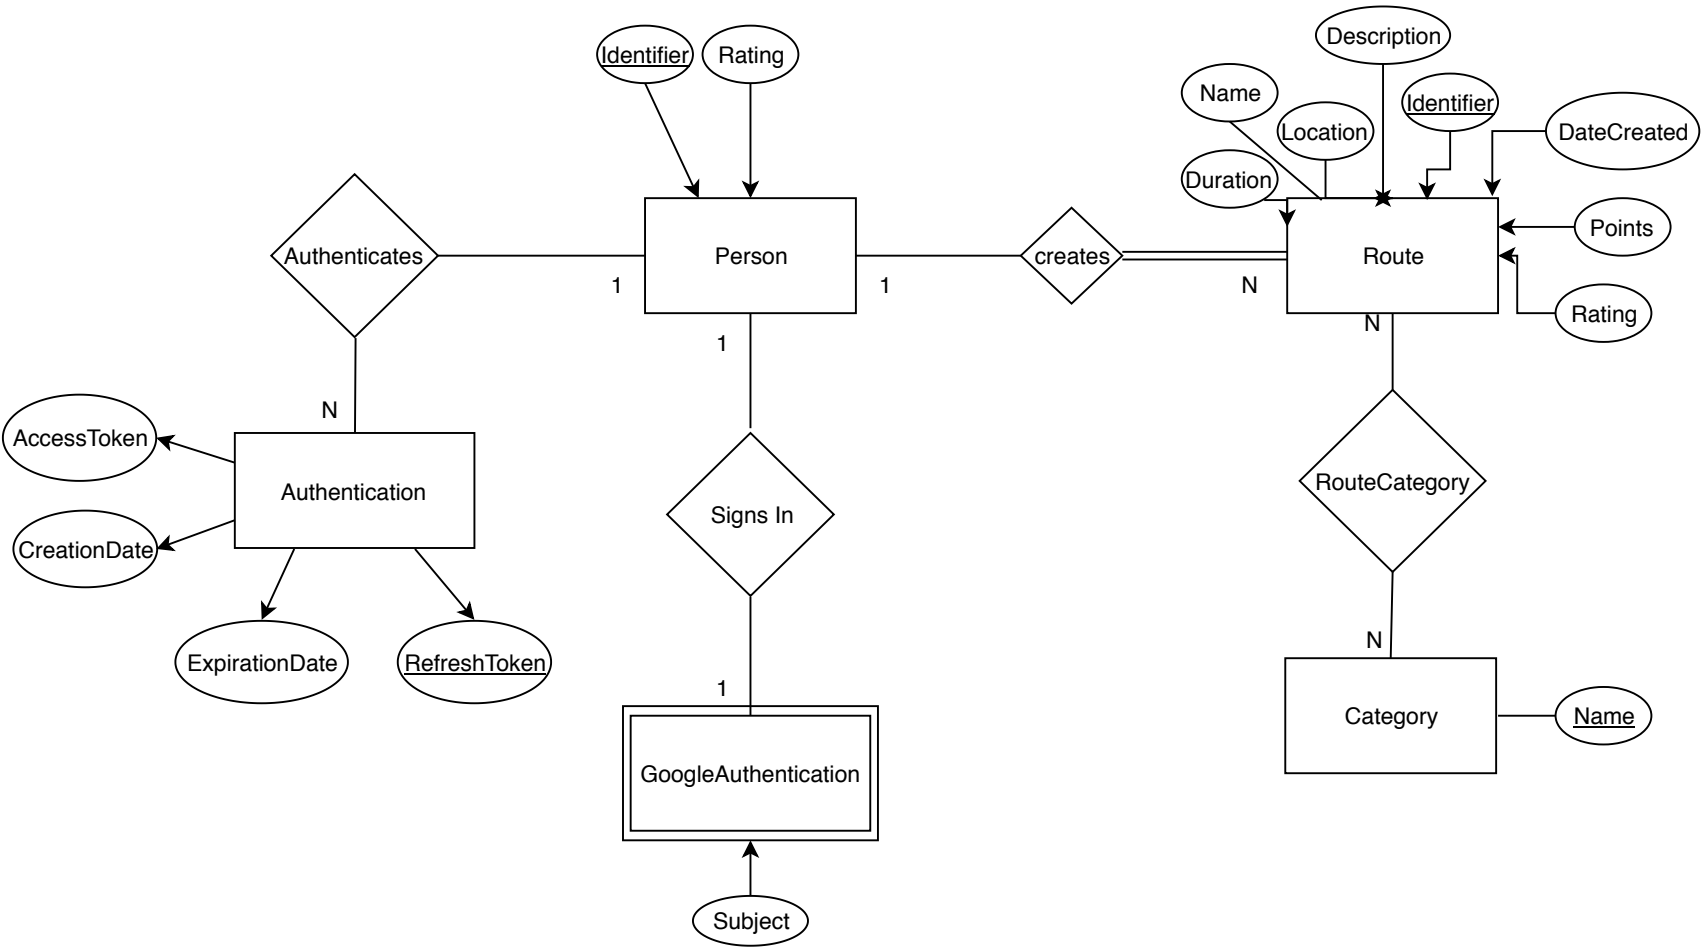 Description
Identifier
Rating
Name
Identifier
Location
DateCreated
Duration
Points
Authenticates
Person
creates
Route
1
1
N
Rating
1
N
N
AccessToken
RouteCategory
Authentication
Signs In
CreationDate
N
ExpirationDate
RefreshToken
1
Category
Name
GoogleAuthentication
Subject